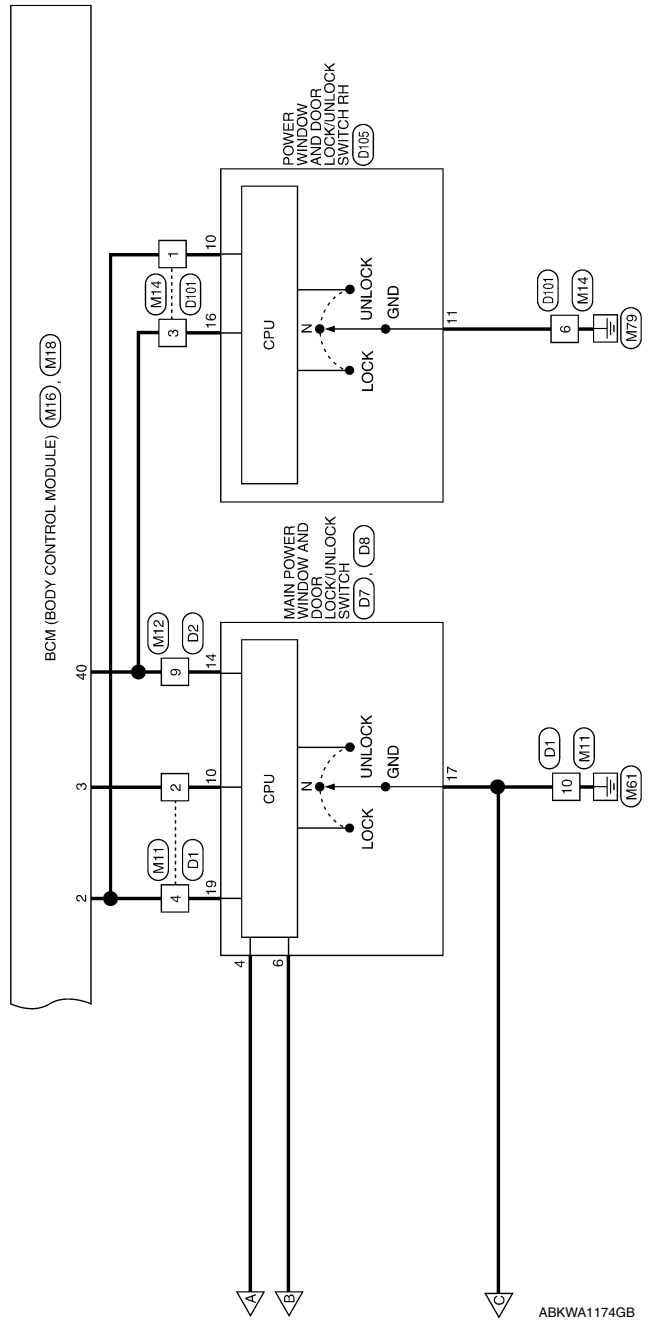 BCM (BODY CONTROL MODULE) M16 , M18
2
3
40
M11
M12
M14
4
2
9
3
1
D1
D2
D101
19
10
14
16
10
MAIN POWER
WINDOW AND
DOOR
LOCK/UNLOCK
SWITCH
D7 , D8
POWER
WINDOW
AND DOOR
LOCK/UNLOCK
SWITCH RH
D105
4
6
CPU
N
LOCK
UNLOCK
GND
17
CPU
N
LOCK
UNLOCK
GND
11
A
B
C
10
D1
M11
M61
6
D101
M14
M79
ABKWA1174GB